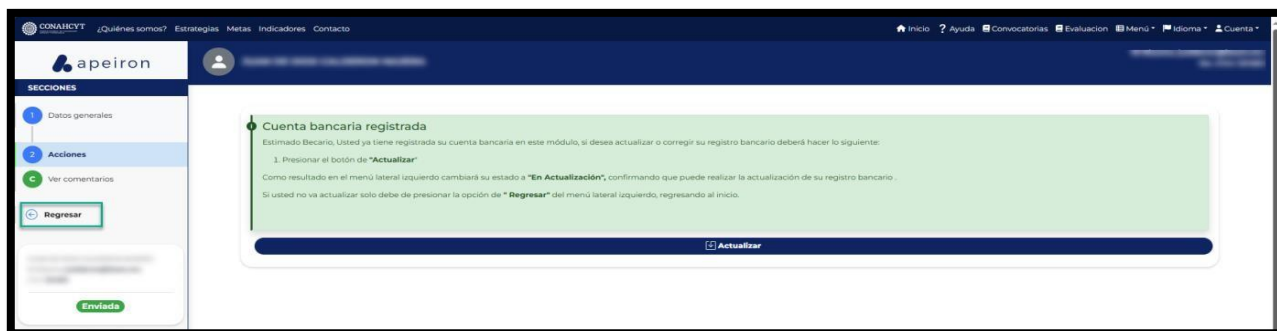 CONAHCYT ¿Quiénes somos? Estrategias Metas Indicadores Contacto Inicio ? Ayuda Convocatorias Evaluacion Menú Idioma Cuenta
apeiron
SECCIONES
1 Datos generales
2 Acciones
C Ver comentarios
Regresar
Enviada
Cuenta bancaria registrada
Estimado Becario, Usted ya tiene registrada su cuenta bancaria en este módulo, si desea actualizar o corregir su registro bancario deberá hacer lo siguiente:
1. Presionar el botón de "Actualizar"
Como resultado en el menú lateral izquierdo cambiará su estado a "En Actualización", confirmando que puede realizar la actualización de su registro bancario .
Si usted no va actualizar solo debe de presionar la opción de " Regresar" del menú lateral izquierdo, regresando al inicio.
Actualizar